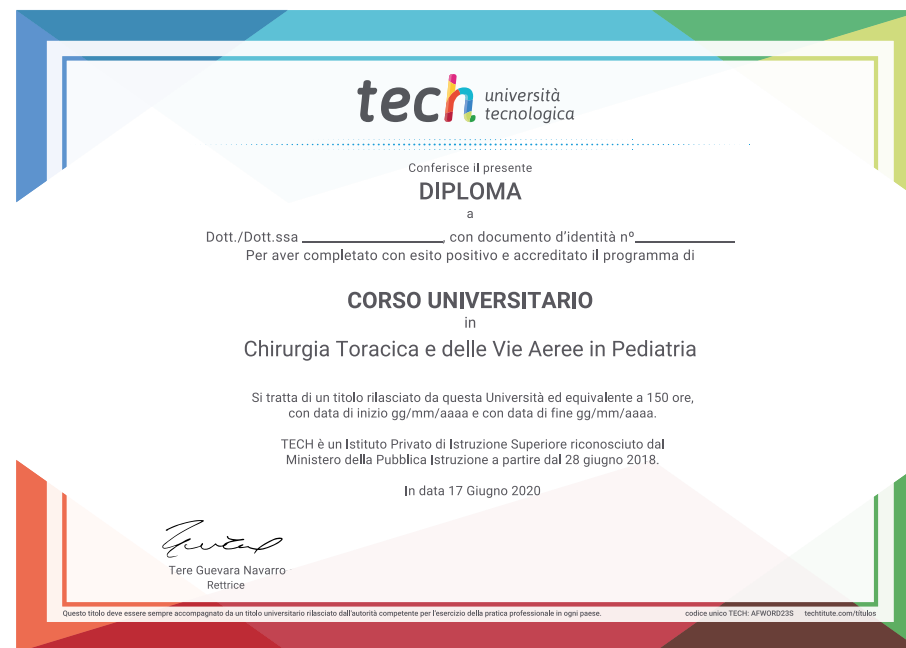 tech università
tecnologica
Conferisce il presente
DIPLOMA
a
Dott./Dott.ssa ____________________, con documento d'identità nº______________
Per aver completato con esito positivo e accreditato il programma di
CORSO UNIVERSITARIO
in
Chirurgia Toracica e delle Vie Aeree in Pediatria
Si tratta di un titolo rilasciato da questa Università ed equivalente a 150 ore,
con data di inizio gg/mm/aaaa e con data di fine gg/mm/aaaa.
TECH è un Istituto Privato di Istruzione Superiore riconosciuto dal
Ministero della Pubblica Istruzione a partire dal 28 giugno 2018.
In data 17 Giugno 2020
Tere Guevara Navarro
Rettrice
Questo titolo deve essere sempre accompagnato da un titolo universitario rilasciato dall'autorità competente per l'esercizio della pratica professionale in ogni paese. codice unico TECH: AFWORD23S techtitute.com/titulos